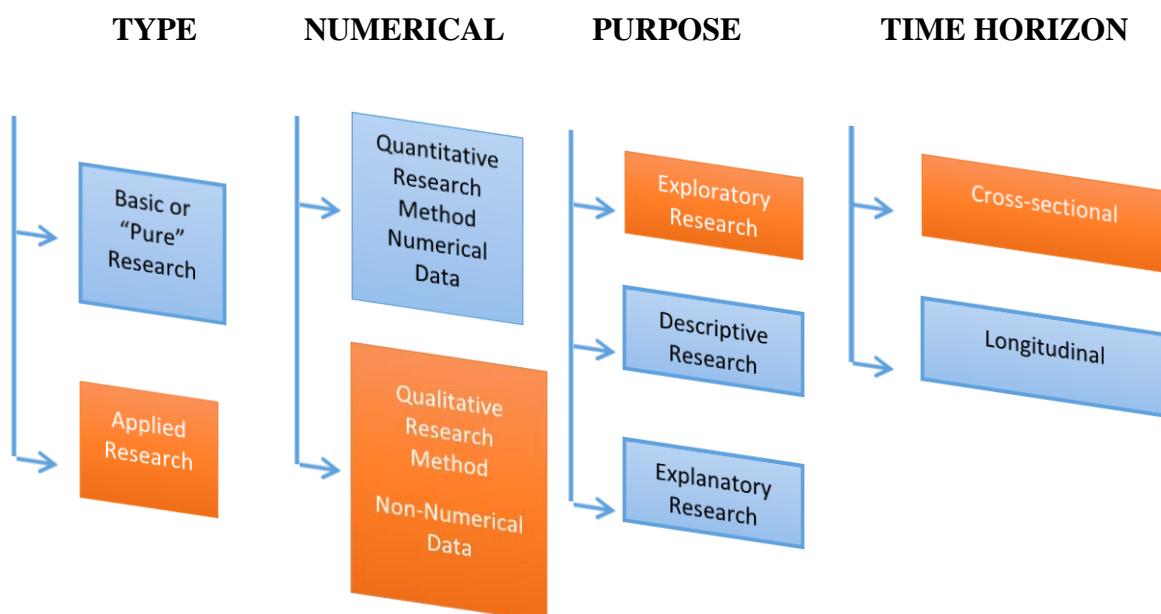 TYPE
NUMERICAL
PURPOSE
TIME HORIZON
Basic or
“Pure”
Research
Applied
Research
Quantitative
Research
Method
Numerical
Data
Qualitative
Research
Method
Non-Numerical
Data
Exploratory
Research
Descriptive
Research
Explanatory
Research
Cross-sectional
Longitudinal